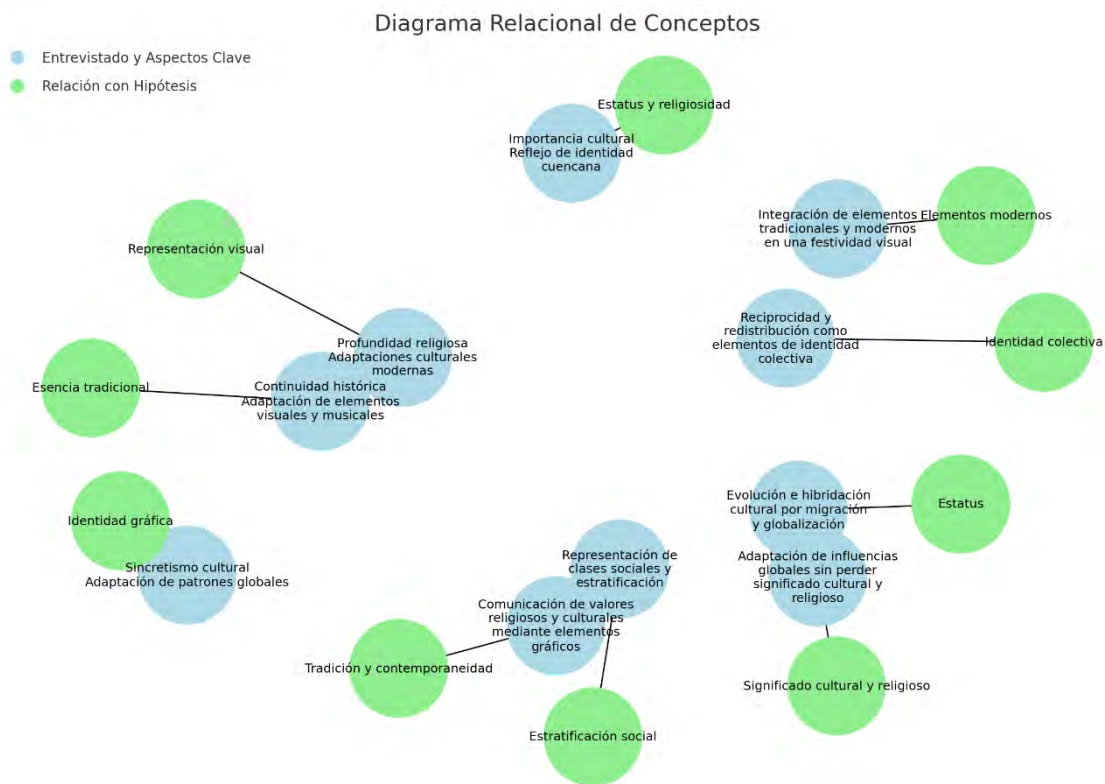 Diagrama Relacional de Conceptos
Entrevistado y Aspectos Clave
Relación con Hipótesis
Estatus y religiosidad
Importancia cultural
Reflejo de identidad
cuencana
Integración de elementos
tradicionales y modernos
en una festividad visual
Elementos modernos
Representación visual
Reciprocidad y
redistribución como
elementos de identidad
colectiva
Identidad colectiva
Profundidad religiosa
Adaptaciones culturales
modernas
Esencia tradicional
Continuidad histórica
Adaptación de elementos
visuales y musicales
Evolución e hibridación
cultural por migración
y globalización
Estatus
Identidad gráfica
Sincretismo cultural
Adaptación de patrones globales
Representación de
clases sociales y
estratificación
Adaptación de influencias
globales sin perder
significado cultural y
religioso
Comunicación de valores
religiosos y culturales
mediante elementos
gráficos
Tradición y contemporaneidad
Significado cultural y religioso
Estratificación social